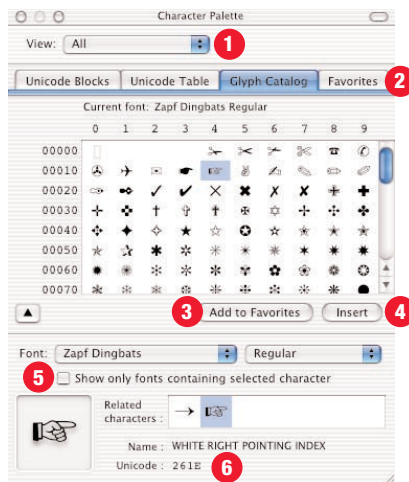 Character Palette
View: All
1
Unicode Blocks Unicode Table Glyph Catalog Favorites
2
Current font: Zapf Dingbats Regular
0 1 2 3 4 5 6 7 8 9
00000
00010
00020
00030
00040
00050
00060
00070
3
Add to Favorites
Insert
4
Font: Zapf Dingbats Regular
5
Show only fonts containing selected character
Related
characters : → ☞
Name : WHITE RIGHT POINTING INDEX
Unicode : 261E
6